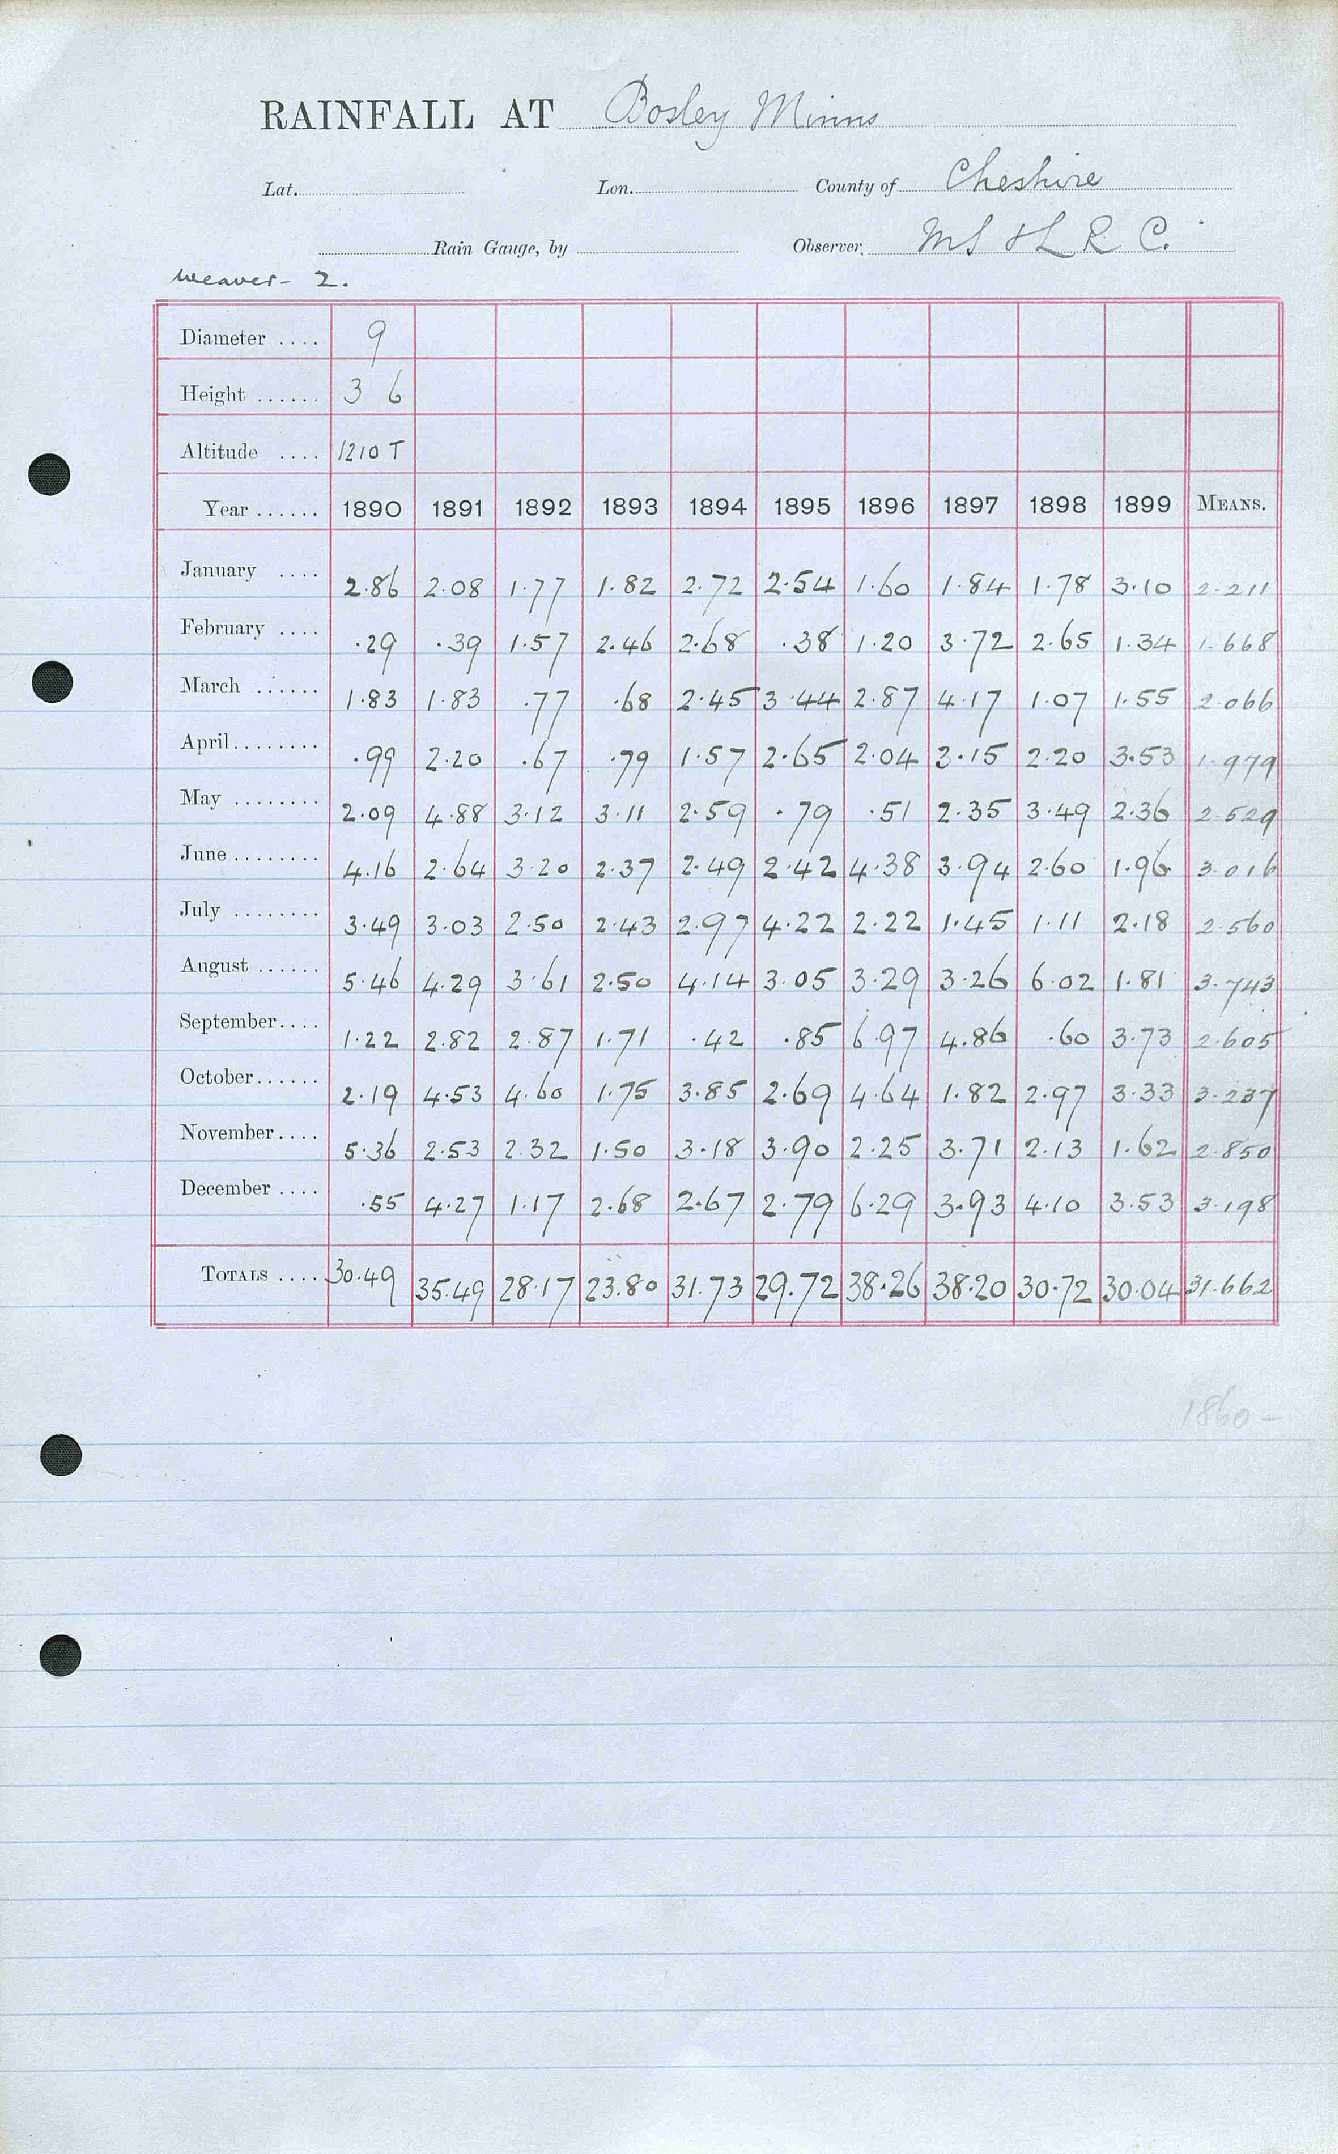 RAINFALL AT Bosley Minns
Lat. Lon. County of Cheshire
Rain Gauge, by Observer, M S & L R C.
Weaver - 2.
Diameter .... 9
Height ...... 3 6
Altitude .... 1210 T
Year ...... 1890 1891 1892 1893 1894 1895 1896 1897 1898 1899 MEANS.
January .... 2.86 2.08 1.77 1.82 2.72 2.54 1.60 1.84 1.78 3.10 2.211
February .... .29 .39 1.57 2.46 2.68 .38 1.20 3.72 2.65 1.34 1.668
March ...... 1.83 1.83 .77 .68 2.45 3.44 2.87 4.17 1.07 1.55 2.066
April........ .99 2.20 .67 .79 1.57 2.65 2.04 3.15 2.20 3.53 1.979
May ........ 2.09 4.88 3.12 3.11 2.59 .79 .51 2.35 3.49 2.36 2.529
June ........ 4.16 2.64 3.20 2.37 2.49 2.42 4.38 3.94 2.60 1.96 3.016
July ........ 3.49 3.03 2.50 2.43 2.97 4.22 2.22 1.45 1.11 2.18 2.560
August ...... 5.46 4.29 3.61 2.50 4.14 3.05 3.29 3.26 6.02 1.81 3.743
September.... 1.22 2.82 2.87 1.71 .42 .85 6.97 4.86 .60 3.73 2.605
October...... 2.19 4.53 4.60 1.75 3.85 2.69 4.64 1.82 2.97 3.33 3.237
November.... 5.36 2.53 2.32 1.50 3.18 3.90 2.25 3.71 2.13 1.62 2.850
December .... .55 4.27 1.17 2.68 2.67 2.79 6.29 3.93 4.10 3.53 3.198
TOTALS .... 30.49 35.49 28.17 23.80 31.73 29.72 38.26 38.20 30.72 30.04 31.662
1860 -